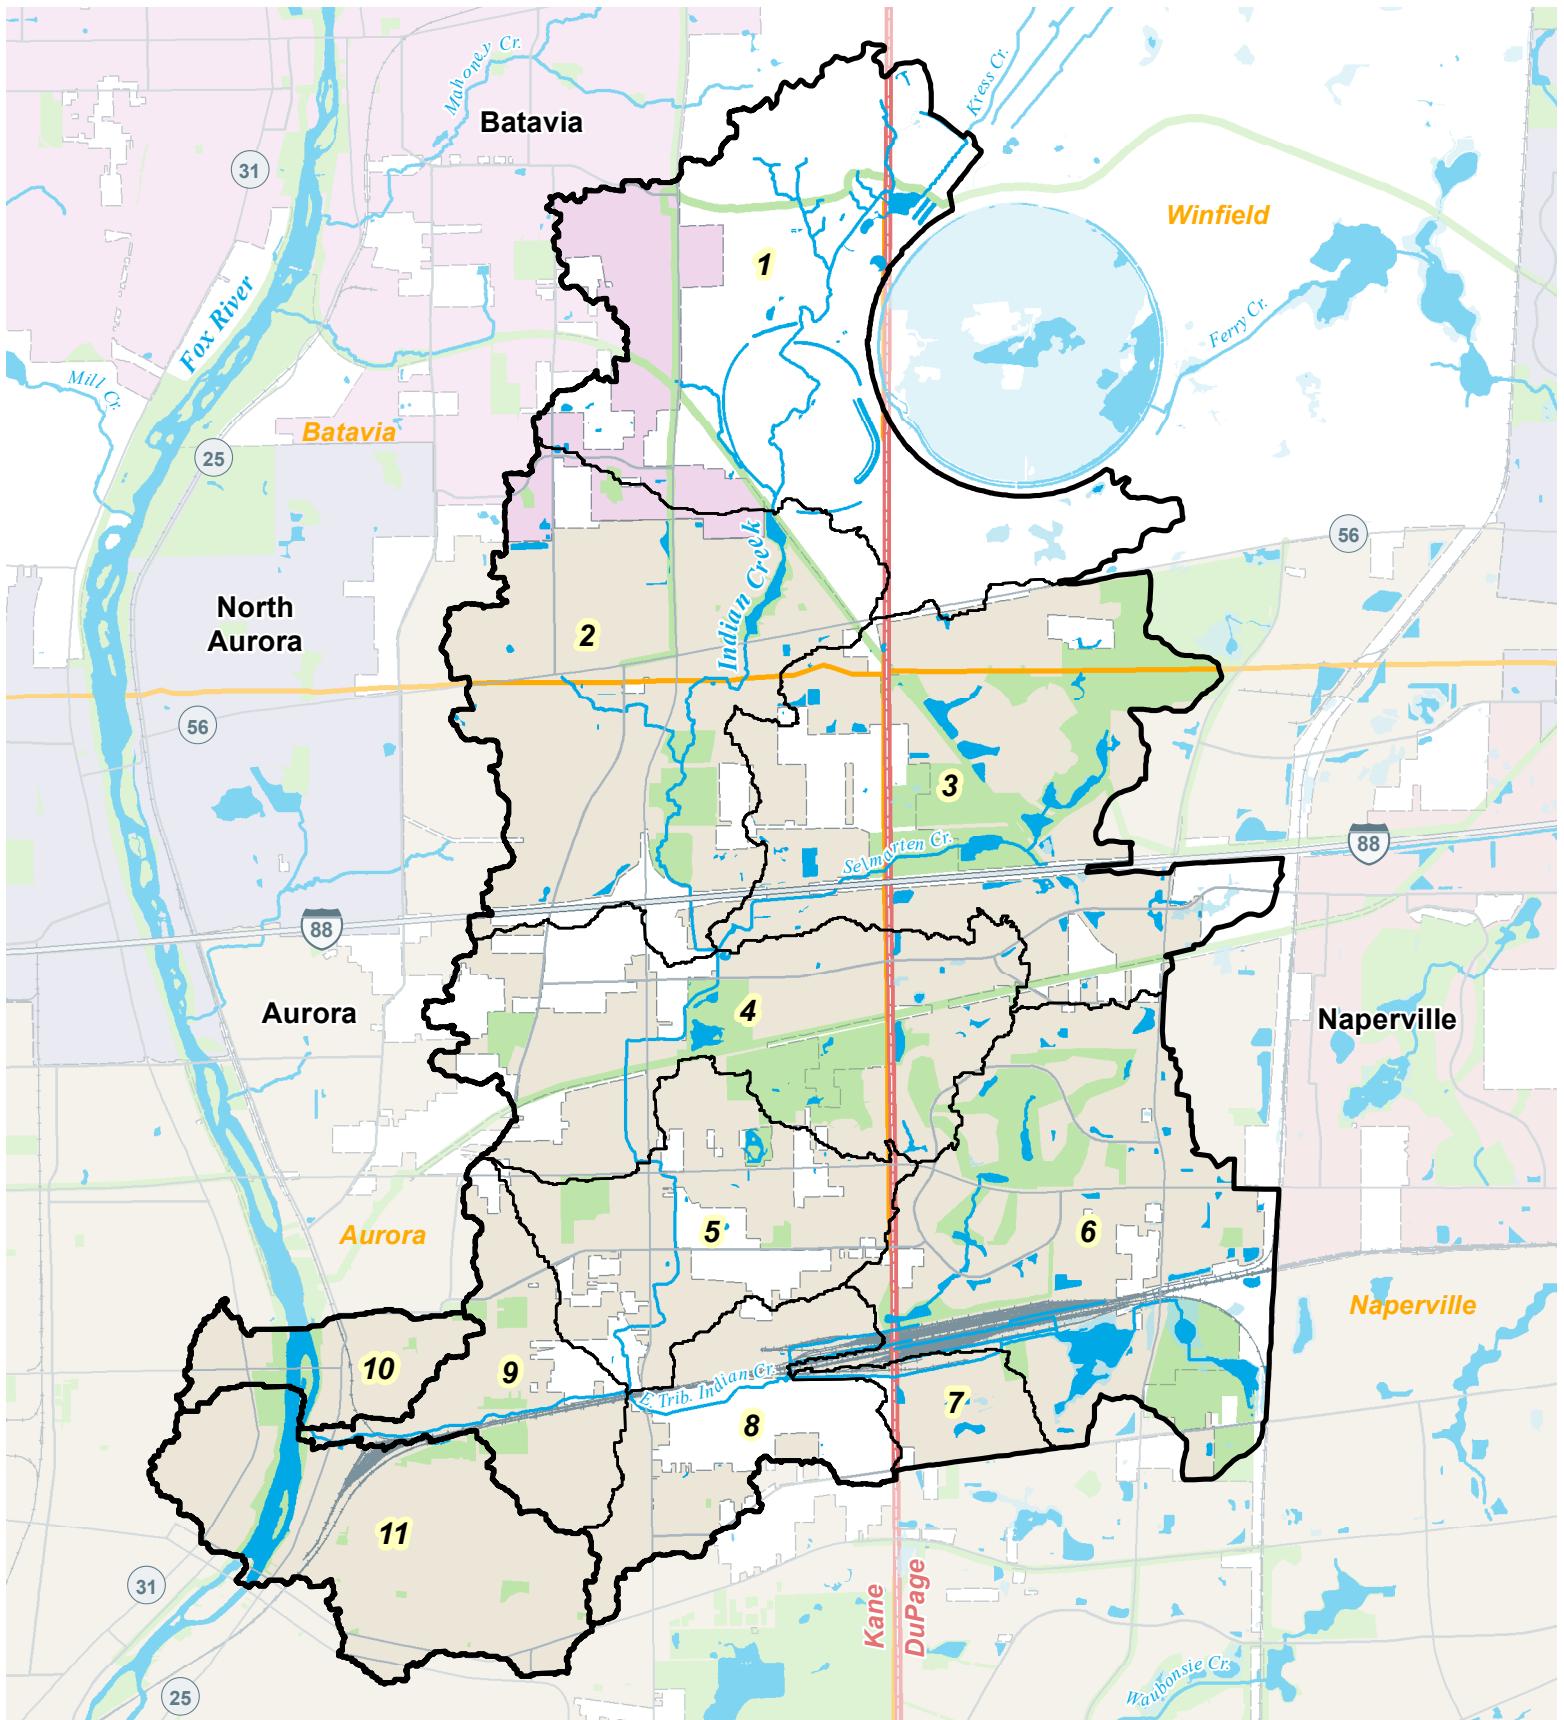 Mahoney Cr.
Kress Cr.
Batavia
31
Winfield
1
Fox River
Ferry Cr.
Mill Cr.
Batavia
25
56
Indian Creek
North
Aurora
2
56
3
Selmarten Cr.
88
88
Aurora
4
Naperville
Aurora
5
6
Naperville
10
9
E. Trib. Indian Cr.
7
8
11
31
Kane
DuPage
Waubonsie Cr.
25